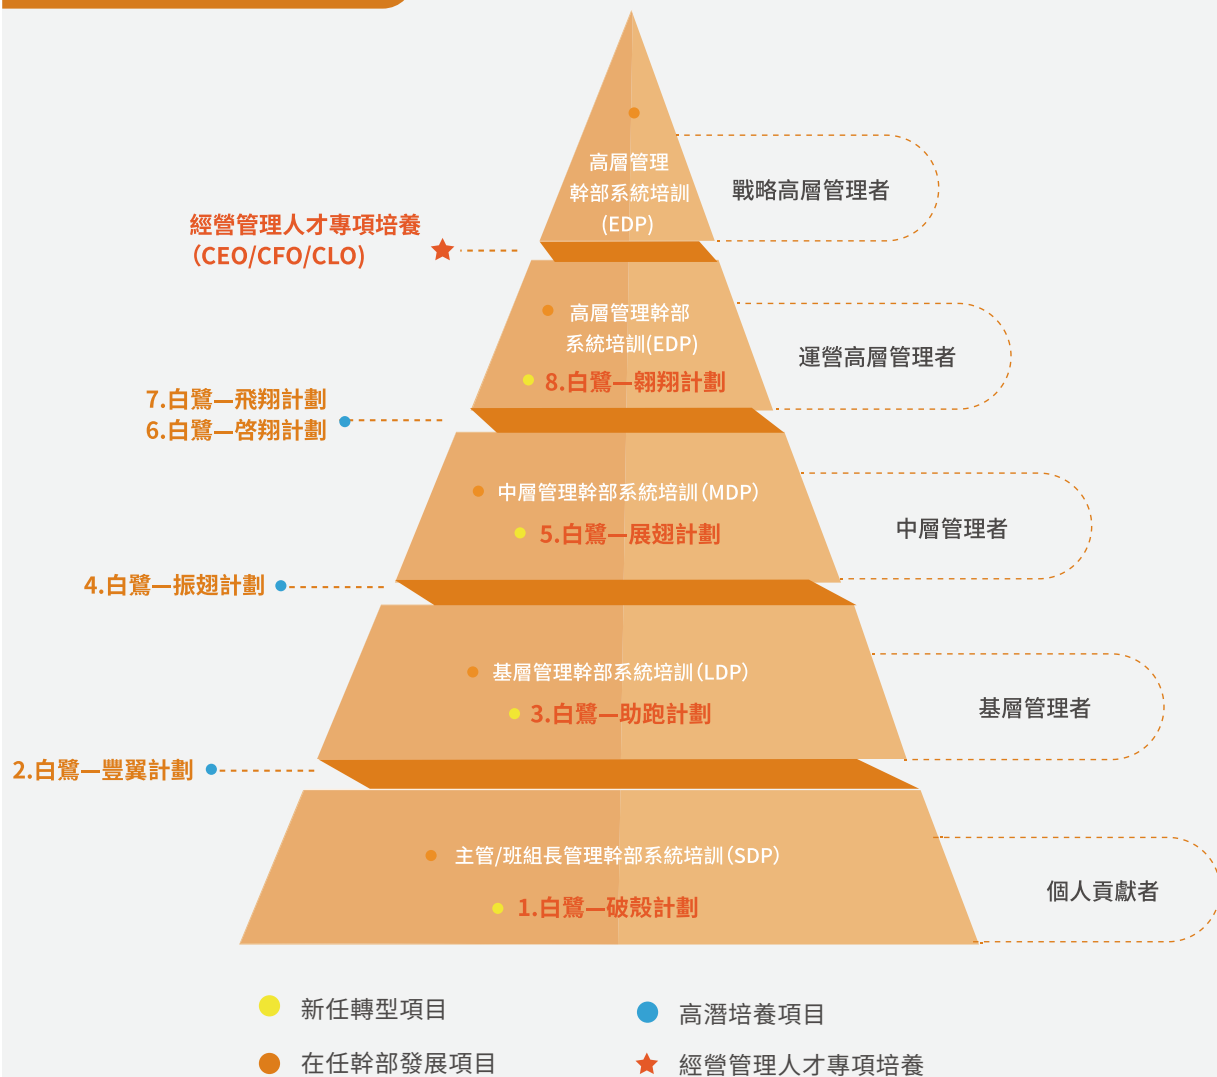 高層管理
幹部系統培訓
(EDP)
戰略高層管理者
經營管理人才專項培養
（CEO/CFO/CLO)
高層管理幹部
系統培訓(EDP)
8.白鷺—翱翔計劃
運營高層管理者
7.白鷺—飛翔計劃
6.白鷺—啓翔計劃
中層管理幹部系統培訓（MDP）
5.白鷺—展翅計劃
中層管理者
4.白鷺—振翅計劃
基層管理幹部系統培訓（LDP）
3.白鷺—助跑計劃
基層管理者
2.白鷺—豐翼計劃
主管/班組長管理幹部系統培訓（SDP）
1.白鷺—破殼計劃
個人貢獻者
新任轉型項目
高潛培養項目
在任幹部發展項目
經營管理人才專項培養